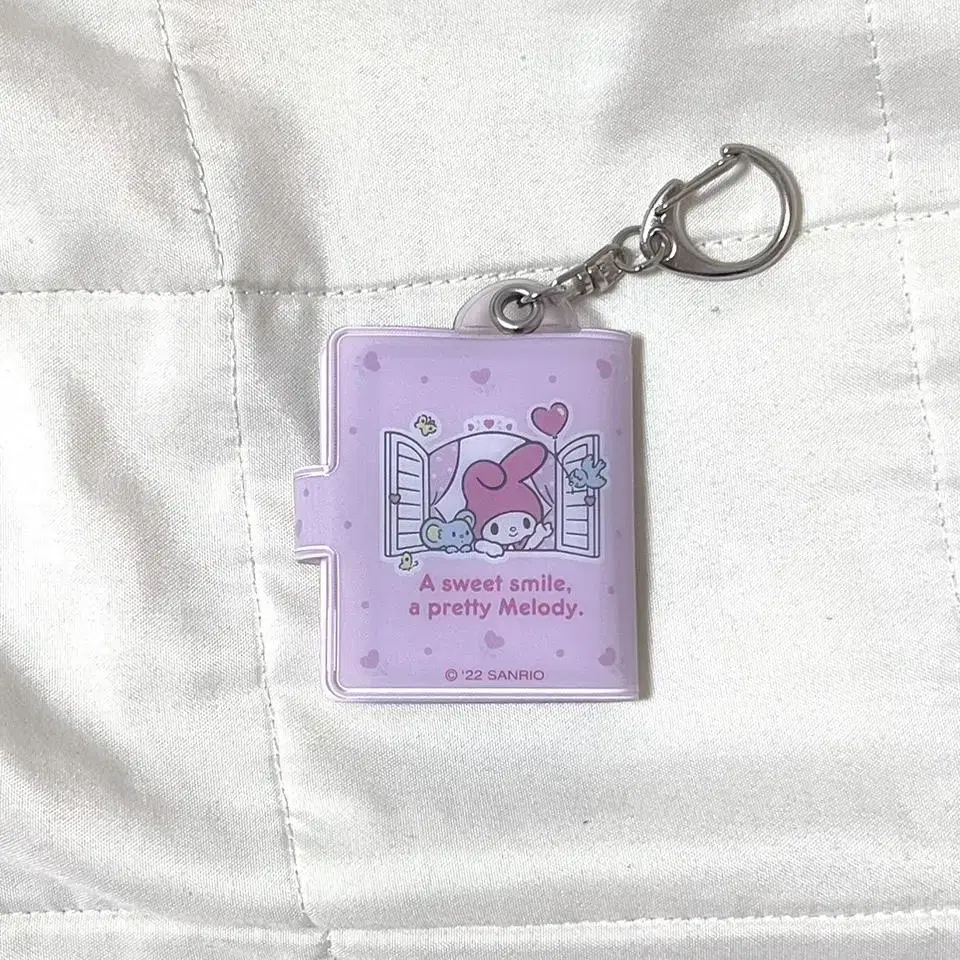 A sweet smile,
a pretty Melody.
© '22 SANRIO